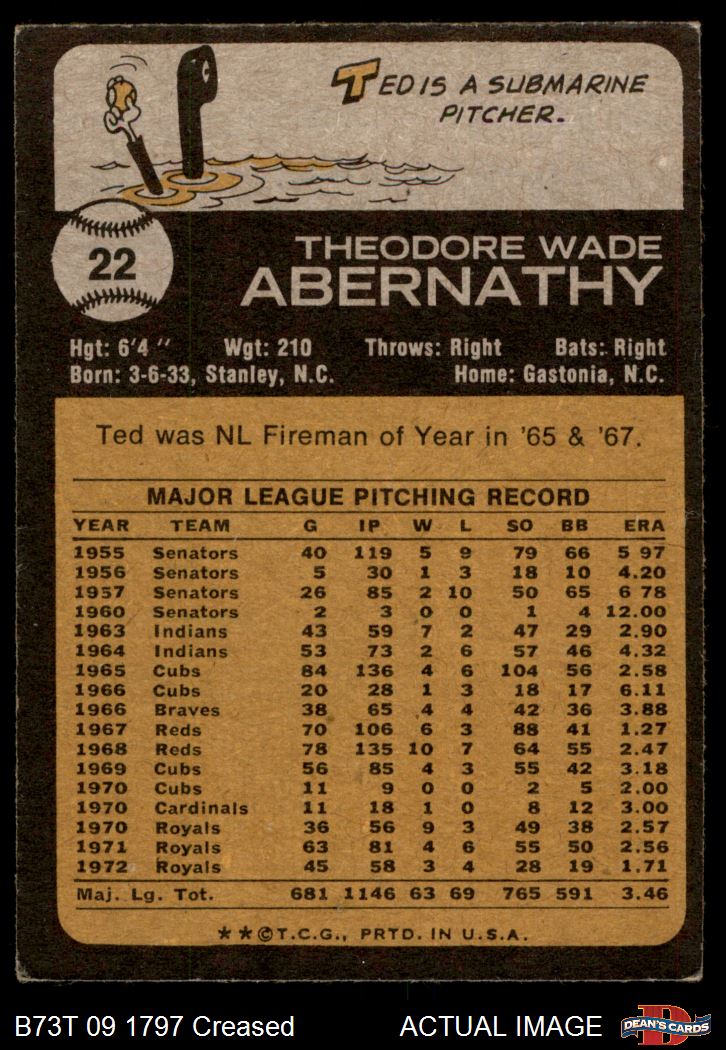 TED IS A SUBMARINE
PITCHER.
22
THEODORE WADE
ABERNATHY
Hgt: 6'4 " Wgt: 210 Throws: Right Bats: Right
Born: 3-6-33, Stanley, N.C. Home: Gastonia, N.C.
Ted was NL Fireman of Year in '65 & '67.
MAJOR LEAGUE PITCHING RECORD
YEAR TEAM G IP W L SO BB ERA
1955 Senators 40 119 5 9 79 66 5 97
1956 Senators 5 30 1 3 18 10 4.20
1957 Senators 26 85 2 10 50 65 6 78
1960 Senators 2 3 0 0 1 4 12.00
1963 Indians 43 59 7 2 47 29 2.90
1964 Indians 53 73 2 6 57 46 4.32
1965 Cubs 84 136 4 6 104 56 2.58
1966 Cubs 20 28 1 3 18 17 6.11
1966 Braves 38 65 4 4 42 36 3.88
1967 Reds 70 106 6 3 88 41 1.27
1968 Reds 78 135 10 7 64 55 2.47
1969 Cubs 56 85 4 3 55 42 3.18
1970 Cubs 11 9 0 0 2 5 2.00
1970 Cardinals 11 18 1 0 8 12 3.00
1970 Royals 36 56 9 3 49 38 2.57
1971 Royals 63 81 4 6 55 50 2.56
1972 Royals 45 58 3 4 28 19 1.71
Maj. Lg. Tot. 681 1146 63 69 765 591 3.46
**©T.C.G., PRTD. IN U.S.A.
B73T 09 1797 Creased ACTUAL IMAGE
D
DEAN'S CARDS